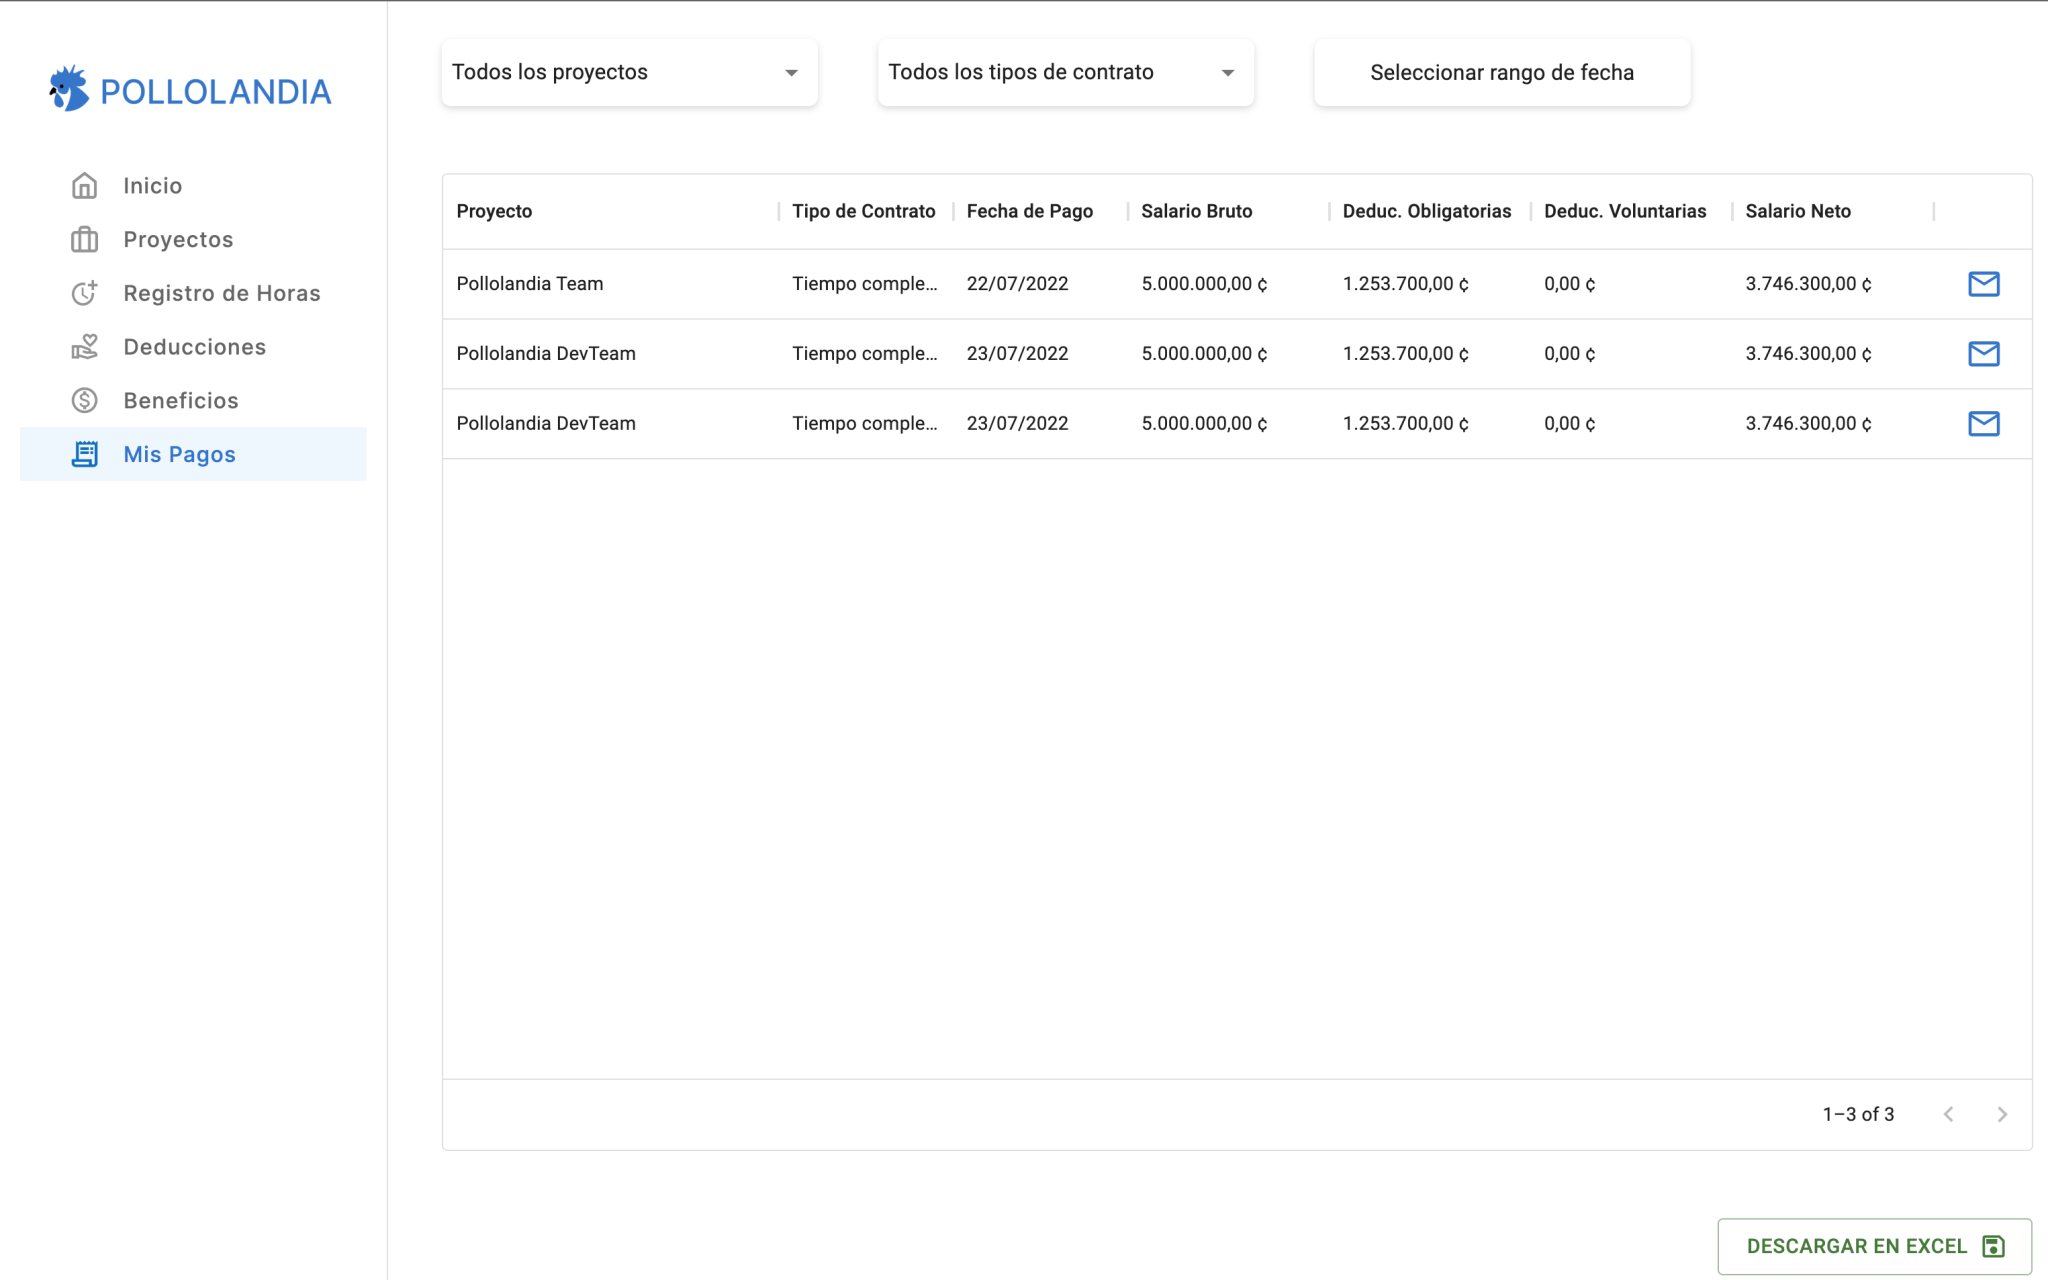 POLLOLANDIA
Inicio
Proyectos
Registro de Horas
Deducciones
Beneficios
Mis Pagos
Todos los proyectos
Todos los tipos de contrato
Seleccionar rango de fecha
Proyecto Tipo de Contrato Fecha de Pago Salario Bruto Deduc. Obligatorias Deduc. Voluntarias Salario Neto
Pollolandia Team Tiempo comple... 22/07/2022 5.000.000,00 ¢ 1.253.700,00 ¢ 0,00 ¢ 3.746.300,00 ¢
Pollolandia DevTeam Tiempo comple... 23/07/2022 5.000.000,00 ¢ 1.253.700,00 ¢ 0,00 ¢ 3.746.300,00 ¢
Pollolandia DevTeam Tiempo comple... 23/07/2022 5.000.000,00 ¢ 1.253.700,00 ¢ 0,00 ¢ 3.746.300,00 ¢
1–3 of 3
DESCARGAR EN EXCEL